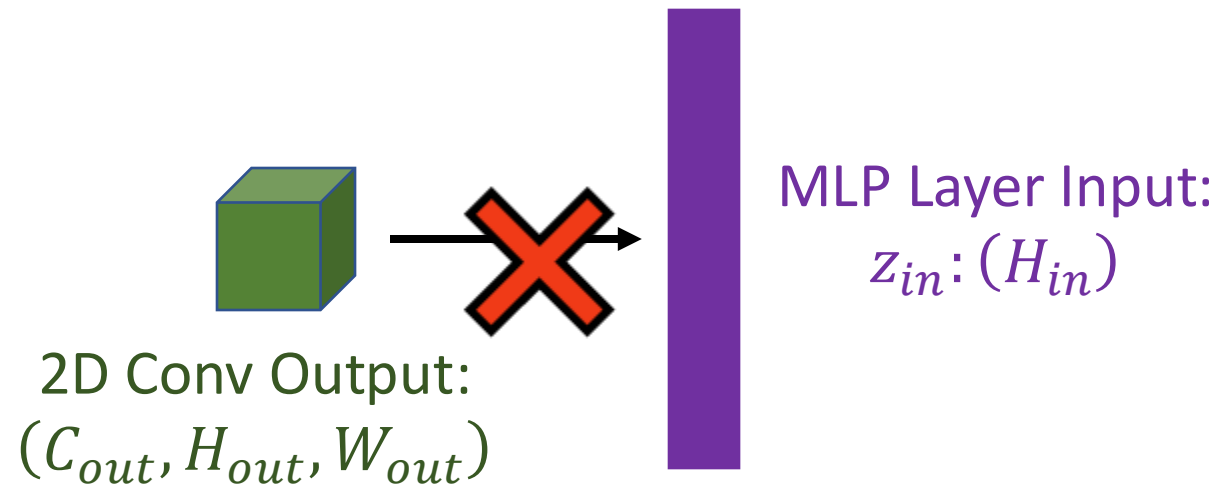 2D Conv Output:
(C_out, H_out, W_out)
MLP Layer Input:
z_in: (H_in)